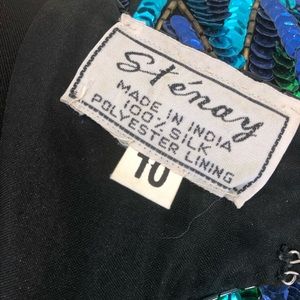 Sténay
MADE IN INDIA
100% SILK
POLYESTER LINING
10